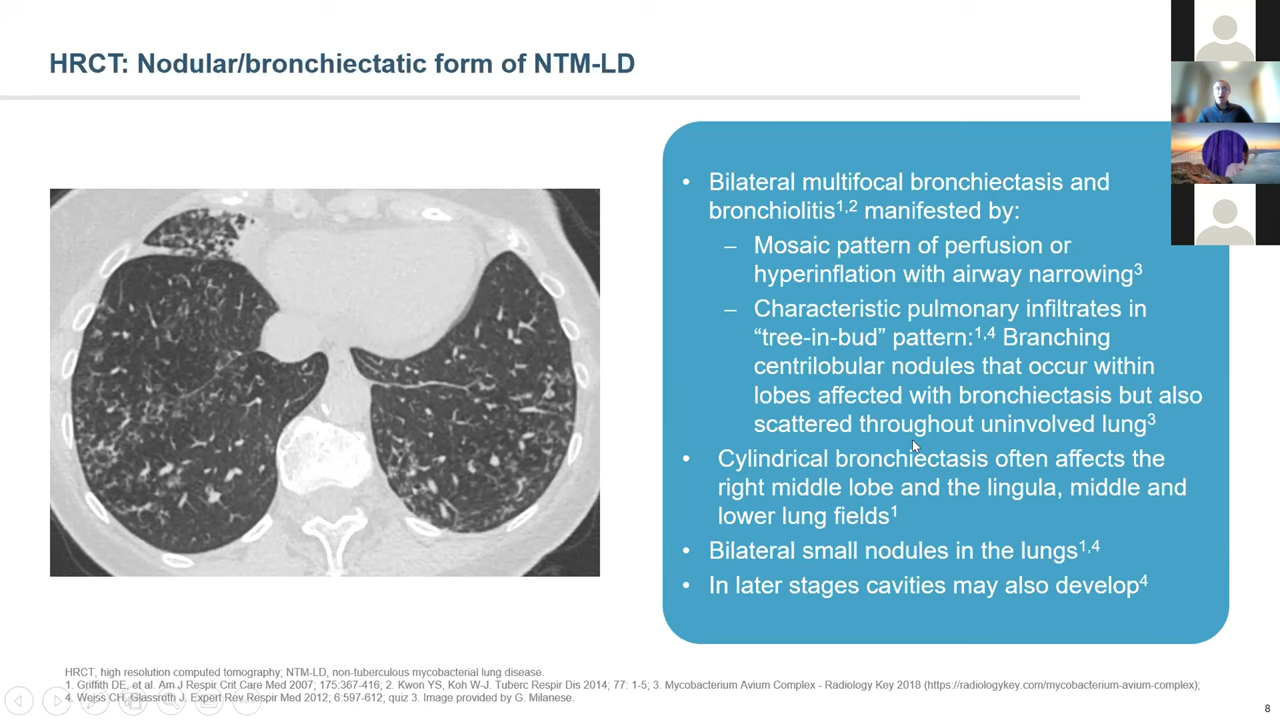 HRCT: Nodular/bronchiectatic form of NTM-LD
• Bilateral multifocal bronchiectasis and
bronchiolitis1,2 manifested by:
– Mosaic pattern of perfusion or
hyperinflation with airway narrowing3
– Characteristic pulmonary infiltrates in
“tree-in-bud” pattern:1,4 Branching
centrilobular nodules that occur within
lobes affected with bronchiectasis but also
scattered throughout uninvolved lung3
• Cylindrical bronchiectasis often affects the
right middle lobe and the lingula, middle and
lower lung fields1
• Bilateral small nodules in the lungs1,4
• In later stages cavities may also develop4
HRCT, high resolution computed tomography; NTM-LD, non-tuberculous mycobacterial lung disease.
1. Griffith DE, et al. Am J Respir Crit Care Med 2007; 175:367-416; 2. Kwon YS, Koh W-J. Tuberc Respir Dis 2014; 77: 1-5; 3. Mycobacterium Avium Complex - Radiology Key 2018 (https://radiologykey.com/mycobacterium-avium-complex);
4. Weiss CH, Glassroth J. Expert Rev Respir Med 2012; 6:597-612; quiz 3. Image provided by G. Milanese.
8